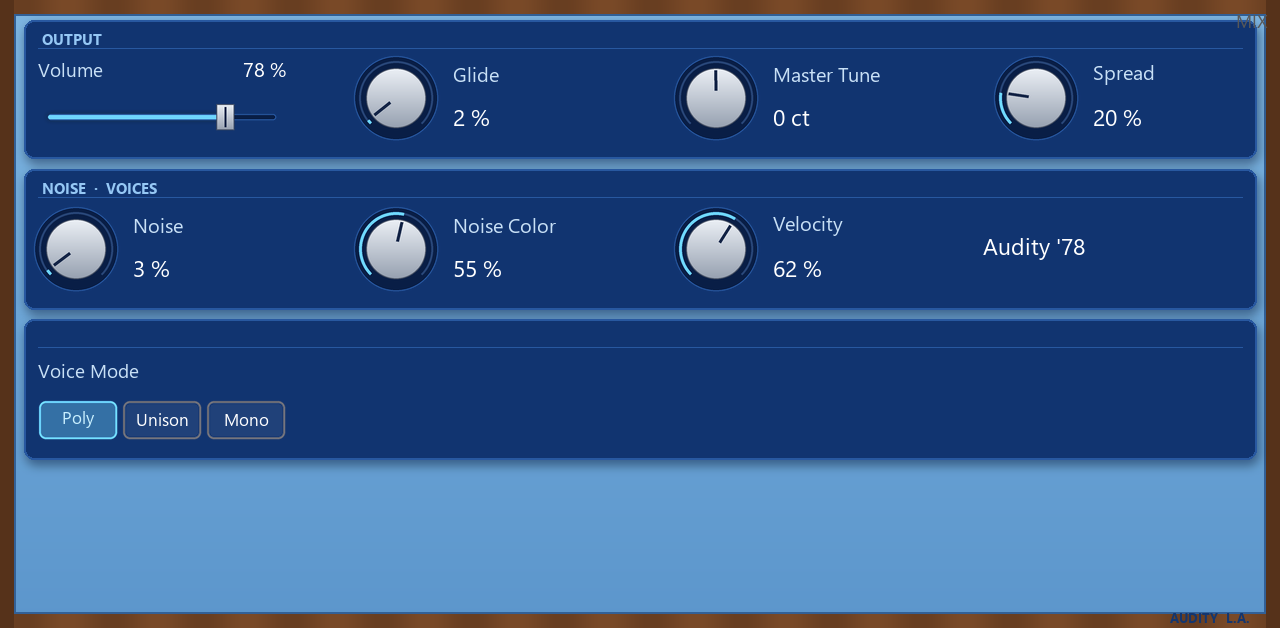 MIX
OUTPUT
Volume 78 %
Glide
2 %
Master Tune
0 ct
Spread
20 %
NOISE · VOICES
Noise
3 %
Noise Color
55 %
Velocity
62 %
Audity '78
Voice Mode
Poly Unison Mono
AUDITY L.A.